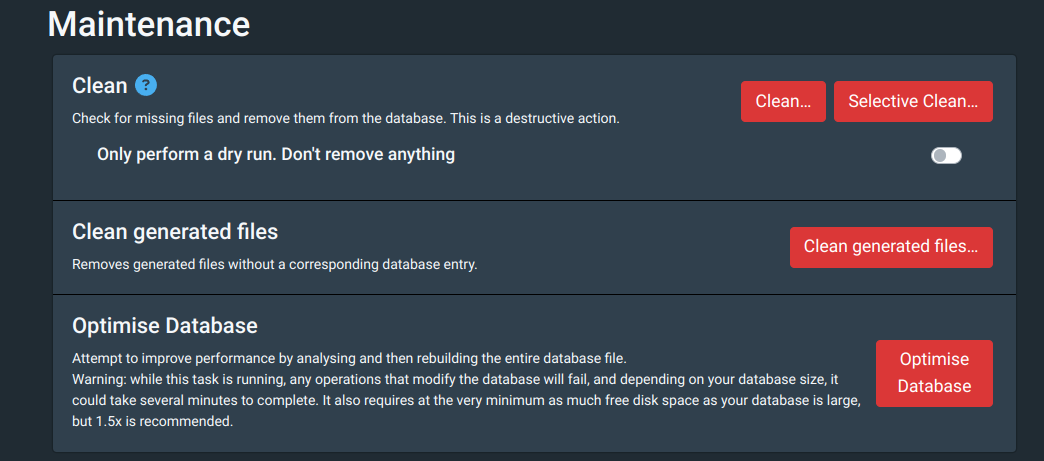 Maintenance
Clean ?
Clean...
Selective Clean...
Check for missing files and remove them from the database. This is a destructive action.
Only perform a dry run. Don't remove anything
Clean generated files
Clean generated files...
Removes generated files without a corresponding database entry.
Optimise Database
Attempt to improve performance by analysing and then rebuilding the entire database file.
Warning: while this task is running, any operations that modify the database will fail, and depending on your database size, it
could take several minutes to complete. It also requires at the very minimum as much free disk space as your database is large,
but 1.5x is recommended.
Optimise
Database